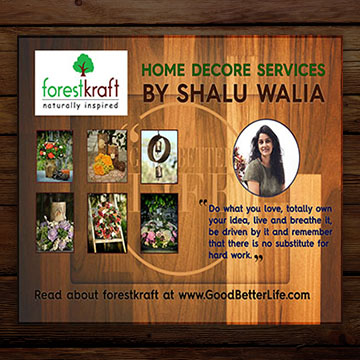 forestkraft
naturally inspired
HOME DECORE SERVICES
BY SHALU WALIA
"Do what you love, totally own
your idea, live and breathe it,
be driven by it and remember
that there is no substitute for
hard work.„
Read about forestkraft at www.GoodBetterLife.com